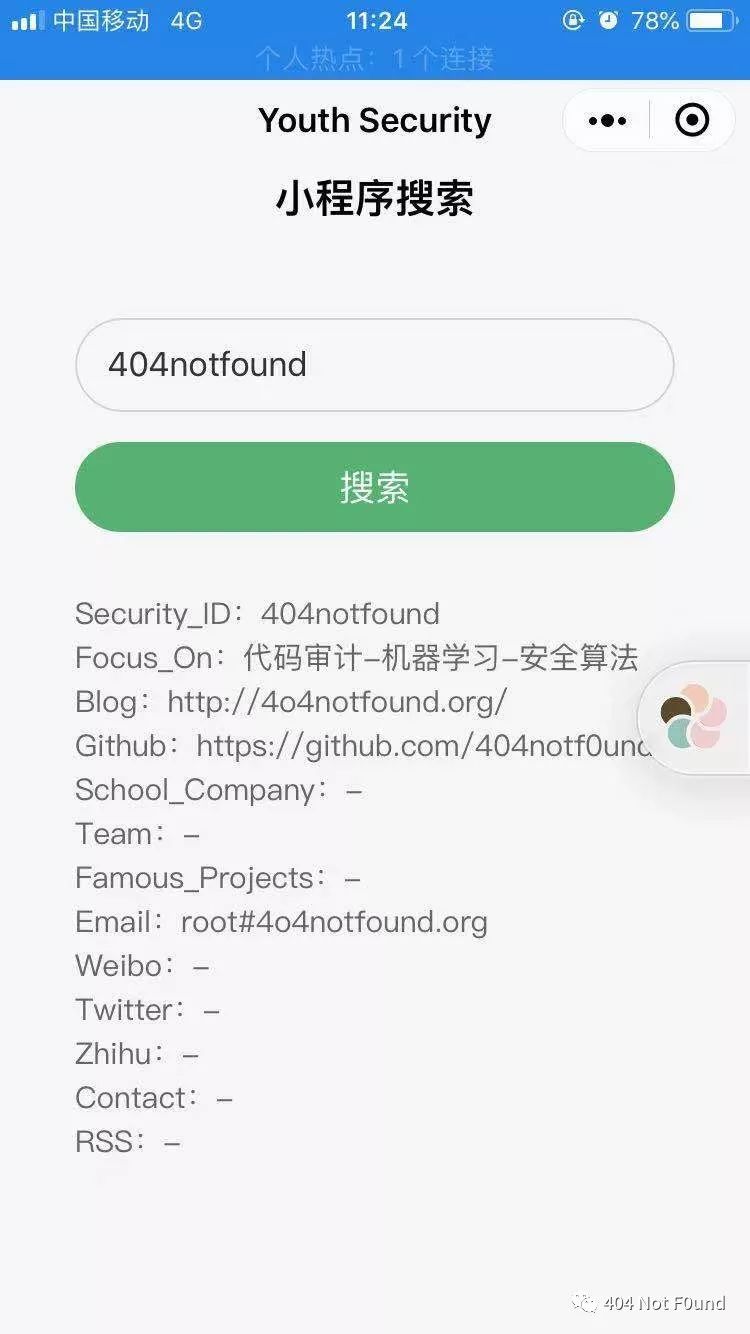 中国移动 4G 11:24 78%
个人热点：1 个连接
Youth Security
小程序搜索
404notfound
搜索
Security_ID：404notfound
Focus_On：代码审计–机器学习–安全算法
Blog：http://4o4notfound.org/
Github：https://github.com/404notf0und
School_Company：–
Team：–
Famous_Projects：–
Email：root#4o4notfound.org
Weibo：–
Twitter：–
Zhihu：–
Contact：–
RSS：–
404 Not F0und